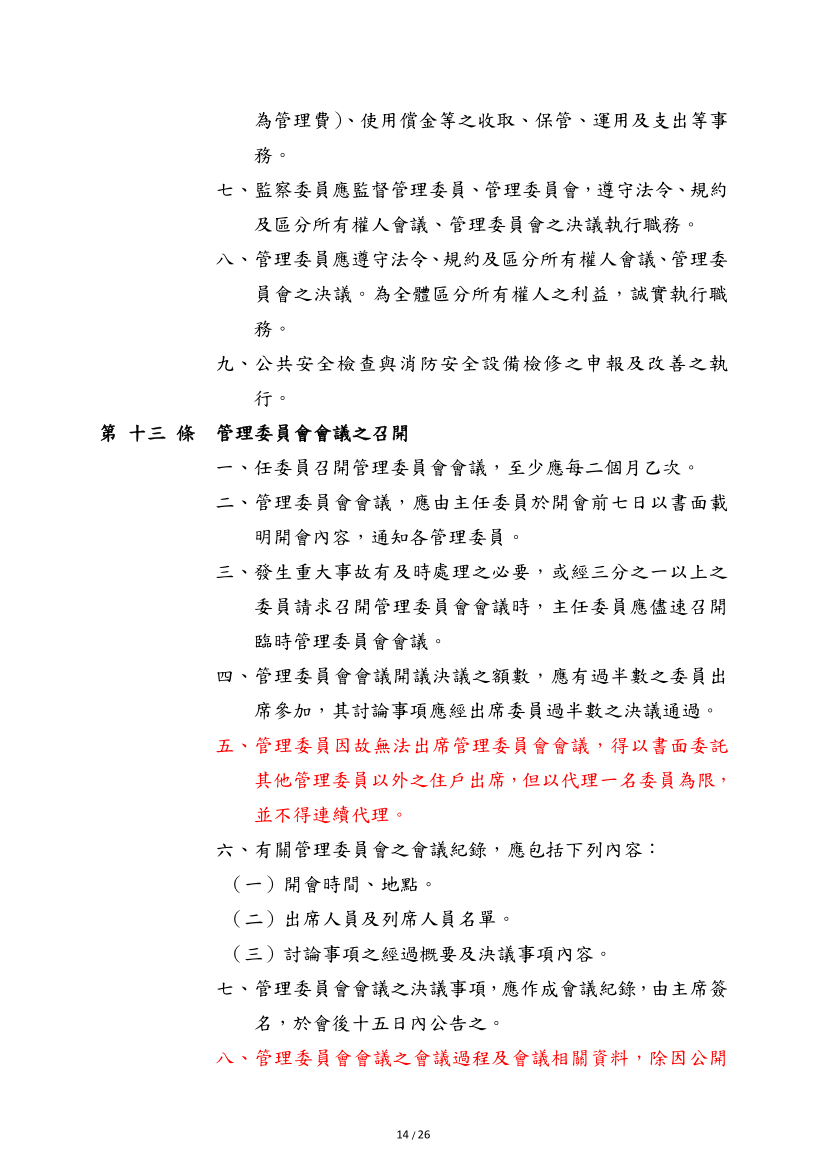 為管理費)、使用償金等之收取、保管、運用及支出等事
務。
七、監察委員應監督管理委員、管理委員會，遵守法令、規約
及區分所有權人會議、管理委員會之決議執行職務。
八、管理委員應遵守法令、規約及區分所有權人會議、管理委
員會之決議。為全體區分所有權人之利益，誠實執行職
務。
九、公共安全檢查與消防安全設備檢修之申報及改善之執
行。
第 十三 條　管理委員會會議之召開
一、任委員召開管理委員會會議，至少應每二個月乙次。
二、管理委員會會議，應由主任委員於開會前七日以書面載
明開會內容，通知各管理委員。
三、發生重大事故有及時處理之必要，或經三分之一以上之
委員請求召開管理委員會會議時，主任委員應儘速召開
臨時管理委員會會議。
四、管理委員會會議開議決議之額數，應有過半數之委員出
席參加，其討論事項應經出席委員過半數之決議通過。
五、管理委員因故無法出席管理委員會會議，得以書面委託
其他管理委員以外之住戶出席，但以代理一名委員為限，
並不得連續代理。
六、有關管理委員會之會議紀錄，應包括下列內容：
（一）開會時間、地點。
（二）出席人員及列席人員名單。
（三）討論事項之經過概要及決議事項內容。
七、管理委員會會議之決議事項，應作成會議紀錄，由主席簽
名，於會後十五日內公告之。
八、管理委員會會議之會議過程及會議相關資料，除因公開
14 / 26